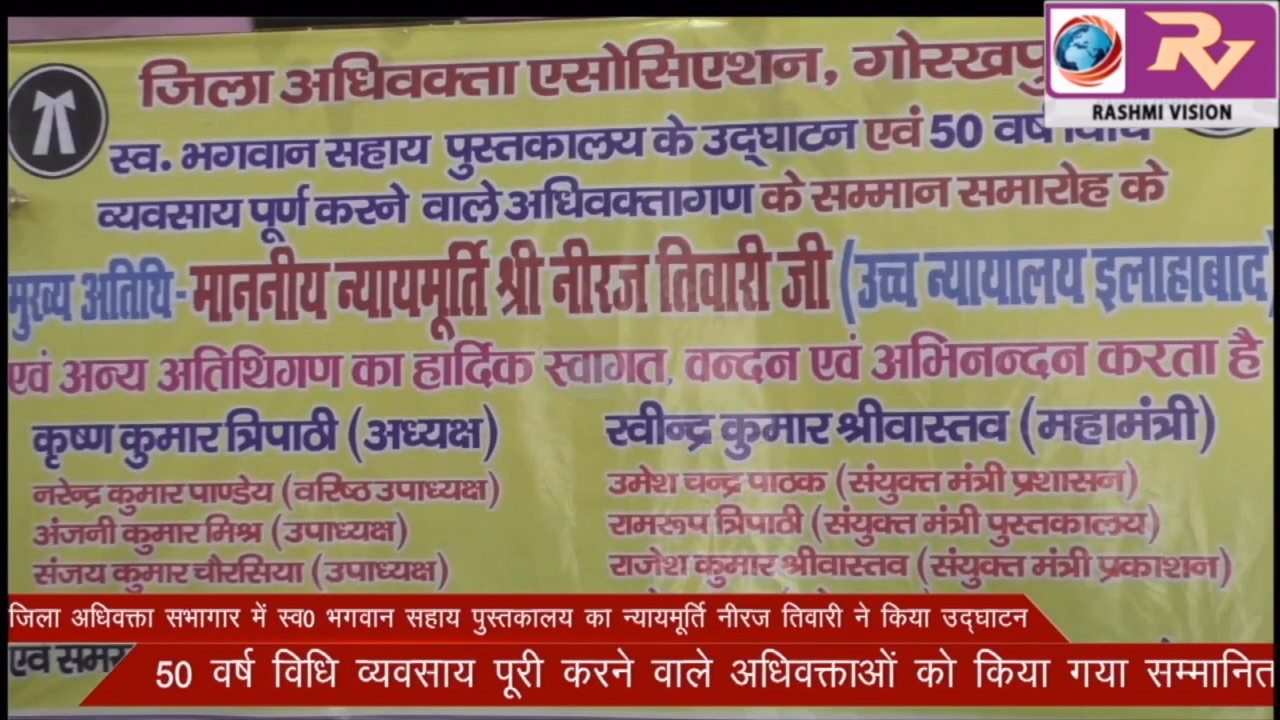 जिला अधिवक्ता एसोसिएशन, गोरखपु
RV
RASHMI VISION
स्व. भगवान सहाय पुस्तकालय के उद्घाटन एवं 50 वर्ष
व्यवसाय पूर्ण करने वाले अधिवक्तागण के सम्मान समारोह के
मुख्य अतिथि - माननीय न्यायमूर्ति श्री नीरज तिवारी जी (उच्च न्यायालय इलाहाबाद)
एवं अन्य अतिथिगण का हार्दिक स्वागत, वन्दन एवं अभिनन्दन करता है
कृष्ण कुमार त्रिपाठी (अध्यक्ष)
रवीन्द्र कुमार श्रीवास्तव (महामंत्री)
नरेन्द्र कुमार पाण्डेय (वरिष्ठ उपाध्यक्ष)
उमेश चन्द्र पाठक (संयुक्त मंत्री प्रशासन)
अंजनी कुमार मिश्र (उपाध्यक्ष)
रामरूप त्रिपाठी (संयुक्त मंत्री पुस्तकालय)
संजय कुमार चौरसिया (उपाध्यक्ष)
राजेश कुमार श्रीवास्तव (संयुक्त मंत्री प्रकाशन)
जिला अधिवक्ता सभागार में स्व0 भगवान सहाय पुस्तकालय का न्यायमूर्ति नीरज तिवारी ने किया उद्घाटन
एवं
50 वर्ष विधि व्यवसाय पूरी करने वाले अधिवक्ताओं को किया गया सम्मानित